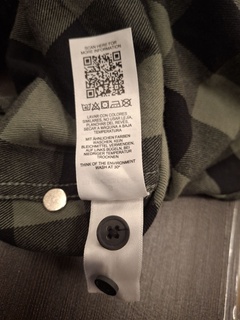 SCAN HERE FOR
MORE INFORMATION
LAVAR CON COLORES
SIMILARES, NO USAR LEJIA,
PLANCHAR DEL REVES,
SECAR A MAQUINA A BAJA
TEMPERATURA
MIT ÄHNLICHEN FARBEN
WASCHEN, KEINE
BLEICHMITTEL VERWENDEN
AUF LINKS BÜGELN, BEI
NIEDRIGER TEMPERATUR
TROCKNEN
THINK OF THE ENVIRONMENT
WASH AT 30°